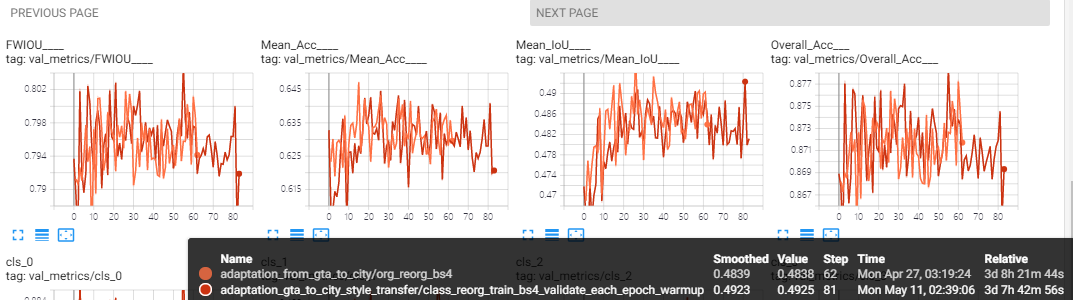 PREVIOUS PAGE
NEXT PAGE
FWIOU____
tag: val_metrics/FWIOU____
Mean_Acc____
tag: val_metrics/Mean_Acc____
Mean_IoU____
tag: val_metrics/Mean_IoU____
Overall_Acc___
tag: val_metrics/Overall_Acc___
0.802
0.798
0.794
0.79
0 10 20 30 40 50 60 70 80
0.645
0.635
0.625
0.615
0 10 20 30 40 50 60 70 80
0.49
0.486
0.482
0.478
0.474
0.47
0 10 20 30 40 50 60 70 80
0.877
0.875
0.873
0.871
0.869
0.867
0 10 20 30 40 50 60 70 80
cls_0
tag: val_metrics/cls_0
cls_1
cls_2
tag: val_metrics/cls_2
Name Smoothed Value Step Time Relative
adaptation_from_gta_to_city/org_reorg_bs4 0.4839 0.4838 62 Mon Apr 27, 03:19:24 3d 8h 21m 44s
adaptation_gta_to_city_style_transfer/class_reorg_train_bs4_validate_each_epoch_warmup 0.4923 0.4925 81 Mon May 11, 02:39:06 3d 7h 42m 56s